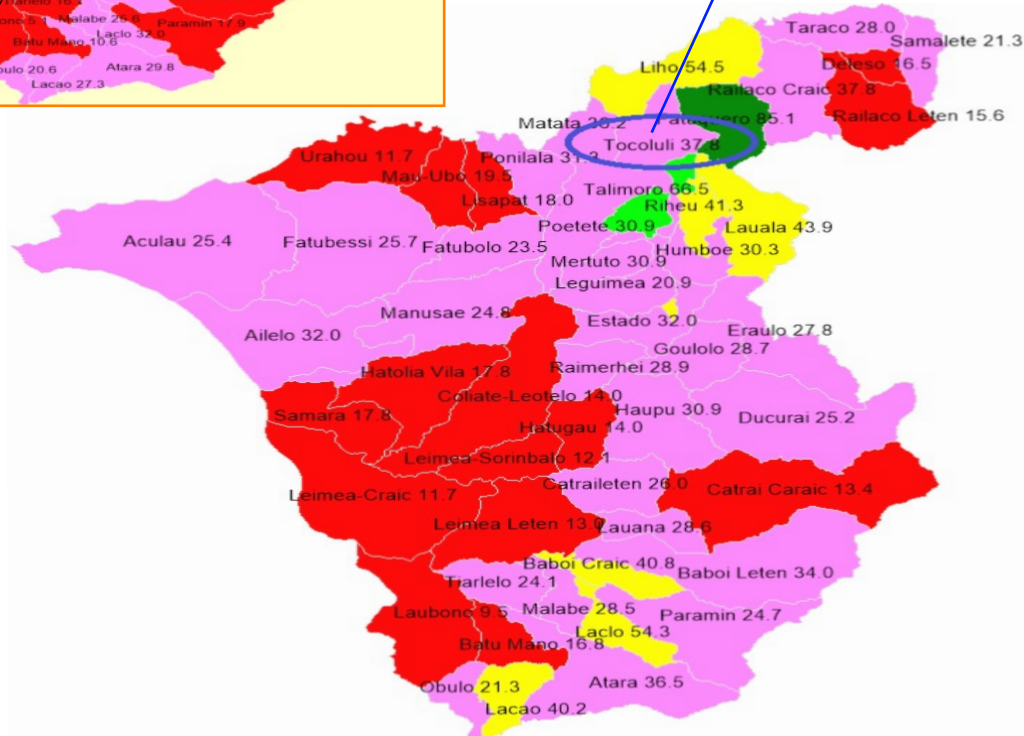 Malabe 25.6
Paramin 17.9
Laclo 32.0
Batu Mano 10.6
Atara 29.8
20.6
Lacao 27.3
Taraco 28.0
Samalete 21.3
Liho 54.5
Deleso 16.5
Railaco Craic 37.8
Railaco Leten 15.6
Matata
85.1
Tocoluli 37.8
Urahou 11.7
Ponilala 31.3
Mau-Ubo 19.5
Lisapat 18.0
Talimoro 66.5
Riheu 41.3
Poetete 30.9
Lauala 43.9
Aculau 25.4
Fatubessi 25.7
Fatubolo 23.5
Humboe 30.3
Mertuto 30.9
Leguimea 20.9
Manusae 24.8
Estado 32.0
Eraulo 27.8
Ailelo 32.0
Goulolo 28.7
Raimerhei 28.9
Hatolia Vila 17.8
Coliate-Leotelo 14.0
Samara 17.8
Haupu 30.9
Ducurai 25.2
Hatugau 14.0
Leimea-Sorinbalo 12.1
Catraileten 26.0
Catrai Caraic 13.4
Leimea-Craic 11.7
Leimea Leten 13.0
Lauana 28.6
Baboi Craic 40.8
Baboi Leten 34.0
Tiarlelo 24.1
Laubono 9.5
Malabe 28.5
Paramin 24.7
Laclo 54.3
Batu Mano 16.8
Obulo 21.3
Atara 36.5
Lacao 40.2